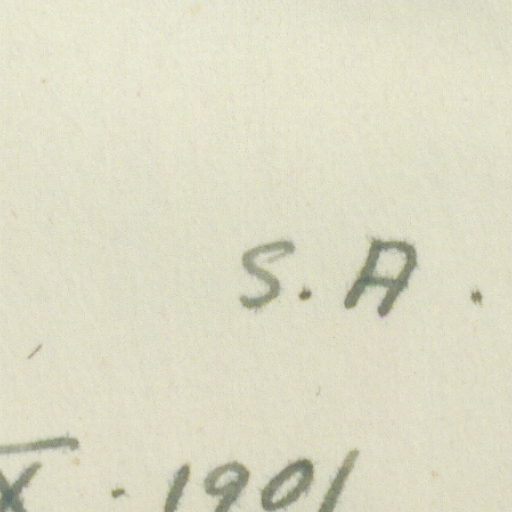 S. A.
X · 1901